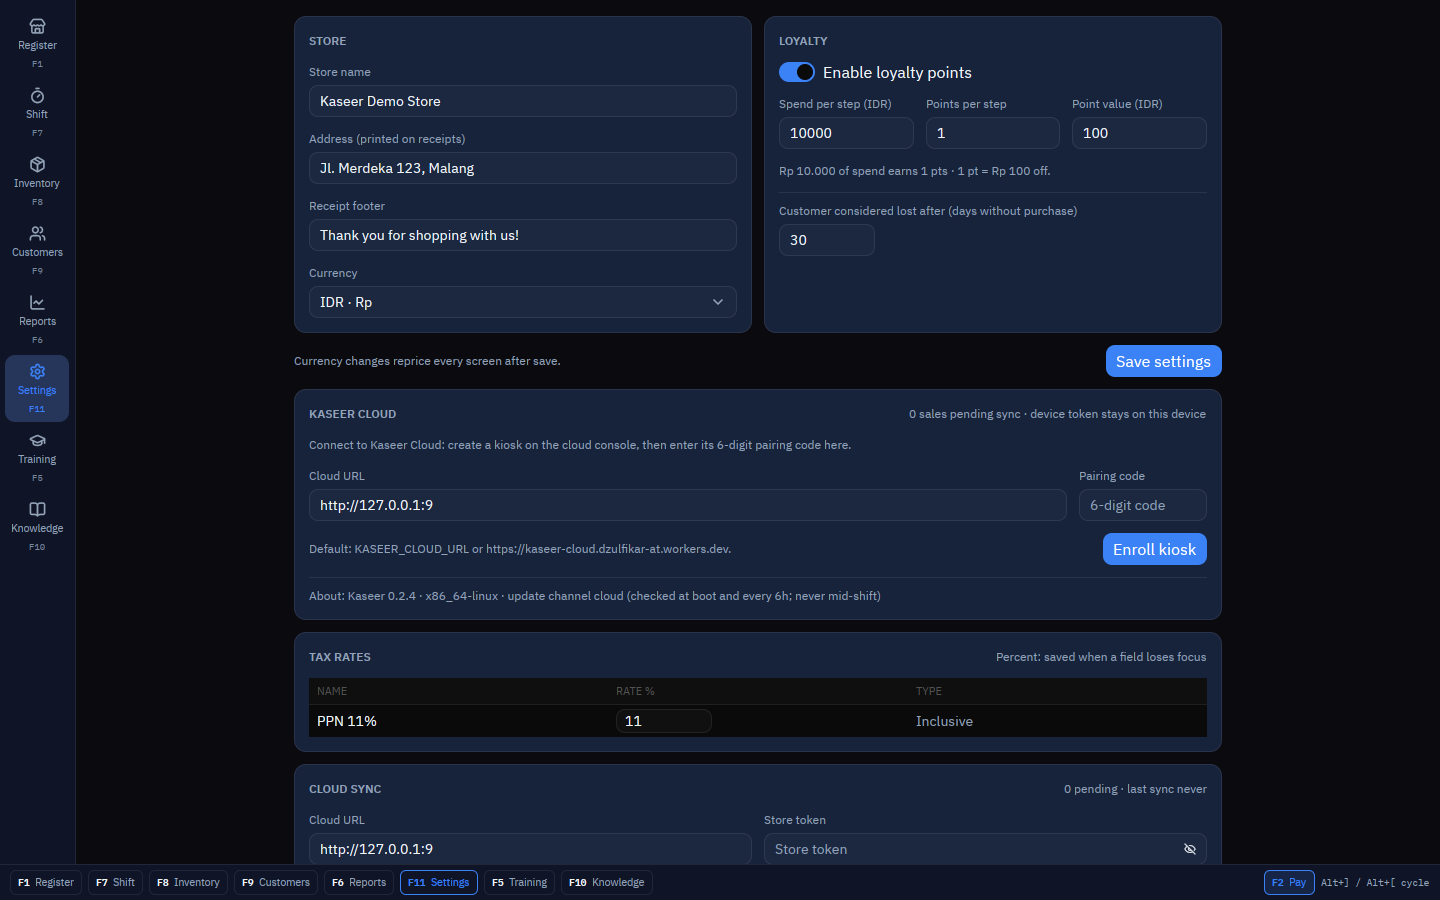 Register
F1
Shift
F7
Inventory
F8
Customers
F9
Reports
F6
Settings
F11
Training
F5
Knowledge
F10
STORE
Store name
Kaseer Demo Store
Address (printed on receipts)
Jl. Merdeka 123, Malang
Receipt footer
Thank you for shopping with us!
Currency
IDR · Rp
LOYALTY
Enable loyalty points
Spend per step (IDR) Points per step Point value (IDR)
10000 1 100
Rp 10.000 of spend earns 1 pts · 1 pt = Rp 100 off.
Customer considered lost after (days without purchase)
30
Currency changes reprice every screen after save.
Save settings
KASEER CLOUD 0 sales pending sync · device token stays on this device
Connect to Kaseer Cloud: create a kiosk on the cloud console, then enter its 6-digit pairing code here.
Cloud URL Pairing code
http://127.0.0.1:9 6-digit code
Default: KASEER_CLOUD_URL or https://kaseer-cloud.dzulfikar-at.workers.dev.
Enroll kiosk
About: Kaseer 0.2.4 · x86_64-linux · update channel cloud (checked at boot and every 6h; never mid-shift)
TAX RATES Percent: saved when a field loses focus
NAME RATE % TYPE
PPN 11% 11 Inclusive
CLOUD SYNC 0 pending · last sync never
Cloud URL Store token
http://127.0.0.1:9 Store token
F1 Register F7 Shift F8 Inventory F9 Customers F6 Reports F11 Settings F5 Training F10 Knowledge F2 Pay Alt+] / Alt+[ cycle